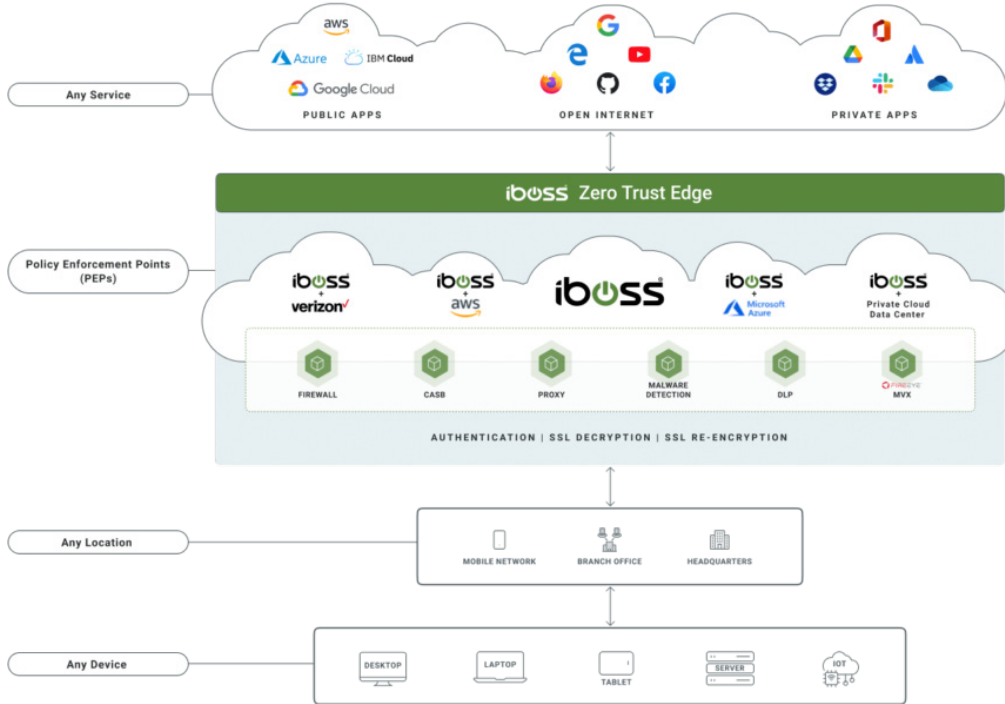 aws
Azure
IBM Cloud
Google Cloud
PUBLIC APPS
OPEN INTERNET
PRIVATE APPS
Any Service
iboss Zero Trust Edge
Policy Enforcement Points
(PEPs)
iboss
+
verizon
iboss
+
aws
iboss
iboss
+
Microsoft
Azure
iboss
+
Private Cloud
Data Center
FIREWALL
CASB
PROXY
MALWARE
DETECTION
DLP
FIREEYE
MVX
AUTHENTICATION | SSL DECRYPTION | SSL RE-ENCRYPTION
Any Location
MOBILE NETWORK
BRANCH OFFICE
HEADQUARTERS
Any Device
DESKTOP
LAPTOP
TABLET
SERVER
IOT